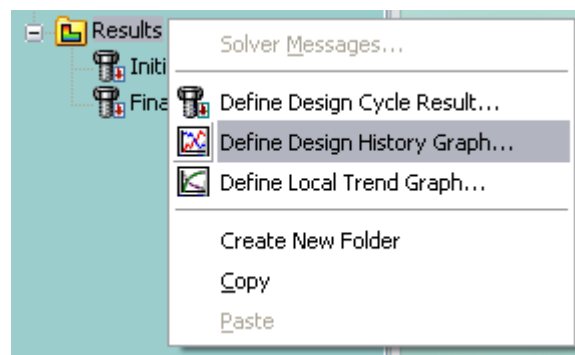 Results
Initi
Fina
Solver Messages...
Define Design Cycle Result...
Define Design History Graph...
Define Local Trend Graph...
Create New Folder
Copy
Paste